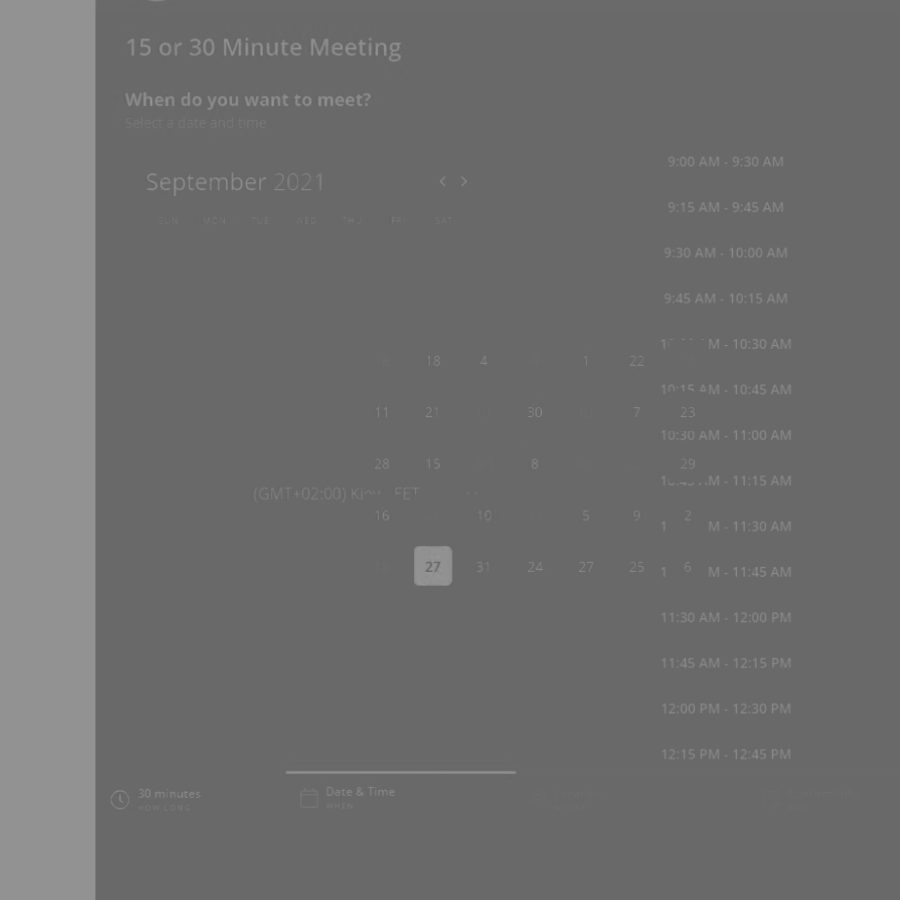 15 or 30 Minute Meeting
When do you want to meet?
Select a date and time
September 2021
SUN MON TUE WED THU FRI SAT
9:00 AM - 9:30 AM
9:15 AM - 9:45 AM
9:30 AM - 10:00 AM
9:45 AM - 10:15 AM
M - 10:30 AM
10:15 AM - 10:45 AM
10:30 AM - 11:00 AM
M - 11:15 AM
M - 11:30 AM
M - 11:45 AM
11:30 AM - 12:00 PM
11:45 AM - 12:15 PM
12:00 PM - 12:30 PM
12:15 PM - 12:45 PM
18 4 1 22
11 21 30 7 23
28 15 8 29
(GMT+02:00)
16 10 5 9 2
27 31 24 27 25 6
30 minutes
HOW LONG
Date & Time
WHEN